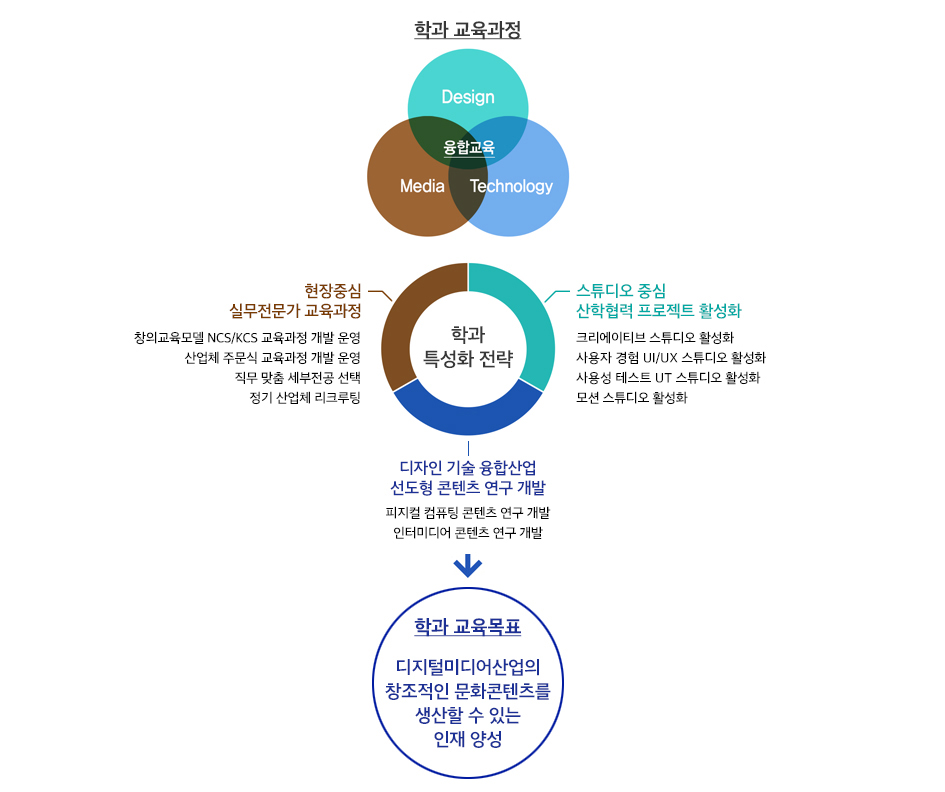 학과 교육과정
Design
융합교육
Media
Technology
현장중심
실무전문가 교육과정
창의교육모델 NCS/KCS 교육과정 개발 운영
산업체 주문식 교육과정 개발 운영
직무 맞춤 세부전공 선택
정기 산업체 리크루팅
학과
특성화 전략
스튜디오 중심
산학협력 프로젝트 활성화
크리에이티브 스튜디오 활성화
사용자 경험 UI/UX 스튜디오 활성화
사용성 테스트 UT 스튜디오 활성화
모션 스튜디오 활성화
디자인 기술 융합산업
선도형 콘텐츠 연구 개발
피지컬 컴퓨팅 콘텐츠 연구 개발
인터미디어 콘텐츠 연구 개발
학과 교육목표
디지털미디어산업의
창조적인 문화콘텐츠를
생산할 수 있는
인재 양성